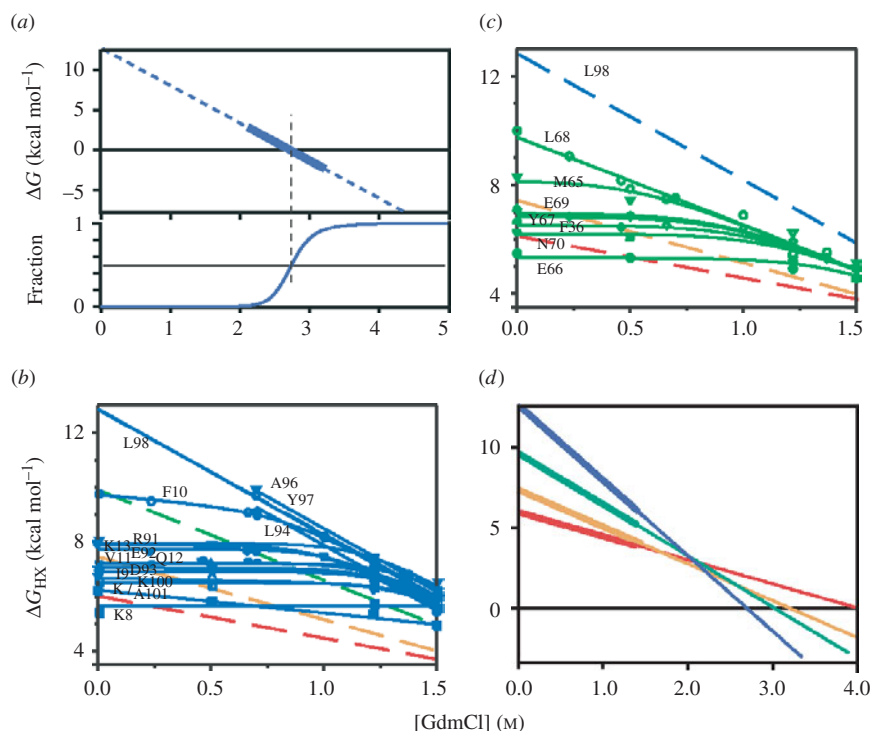 (a)
ΔG (kcal mol⁻¹)
10
5
0
−5
Fraction
1
0
0 1 2 3 4 5
(c)
12
8
4
L98
L68
M65
E69
Y67
F36
N70
E66
0.0 0.5 1.0 1.5
(b)
ΔG_HX (kcal mol⁻¹)
12
8
4
L98
A96
Y97
F10
L94
R91
K13
E92
V11
Q12
D93
J9
K100
K7
A101
K8
0.0 0.5 1.0 1.5
(d)
10
5
0
0.0 1.0 2.0 3.0 4.0
[GdmCl] (M)